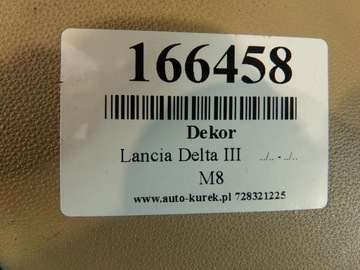 166458
Dekor
Lancia Delta III ../.. - ../..
M8
www.auto-kurek.pl 728321225